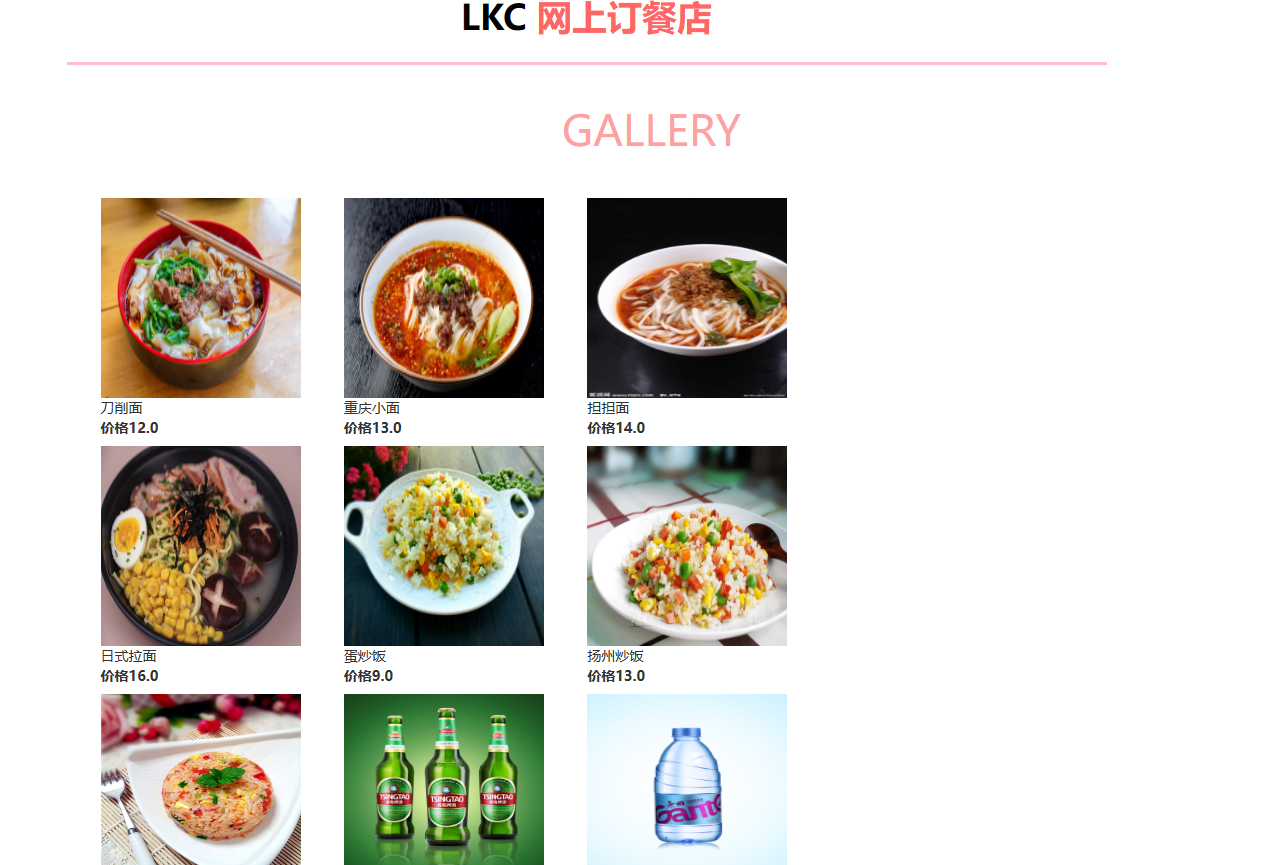 LKC 网上订餐店
GALLERY
刀削面
价格12.0
重庆小面
价格13.0
担担面
价格14.0
日式拉面
价格16.0
蛋炒饭
价格9.0
扬州炒饭
价格13.0
TSINGTAO
TSINGTAO
TSINGTAO